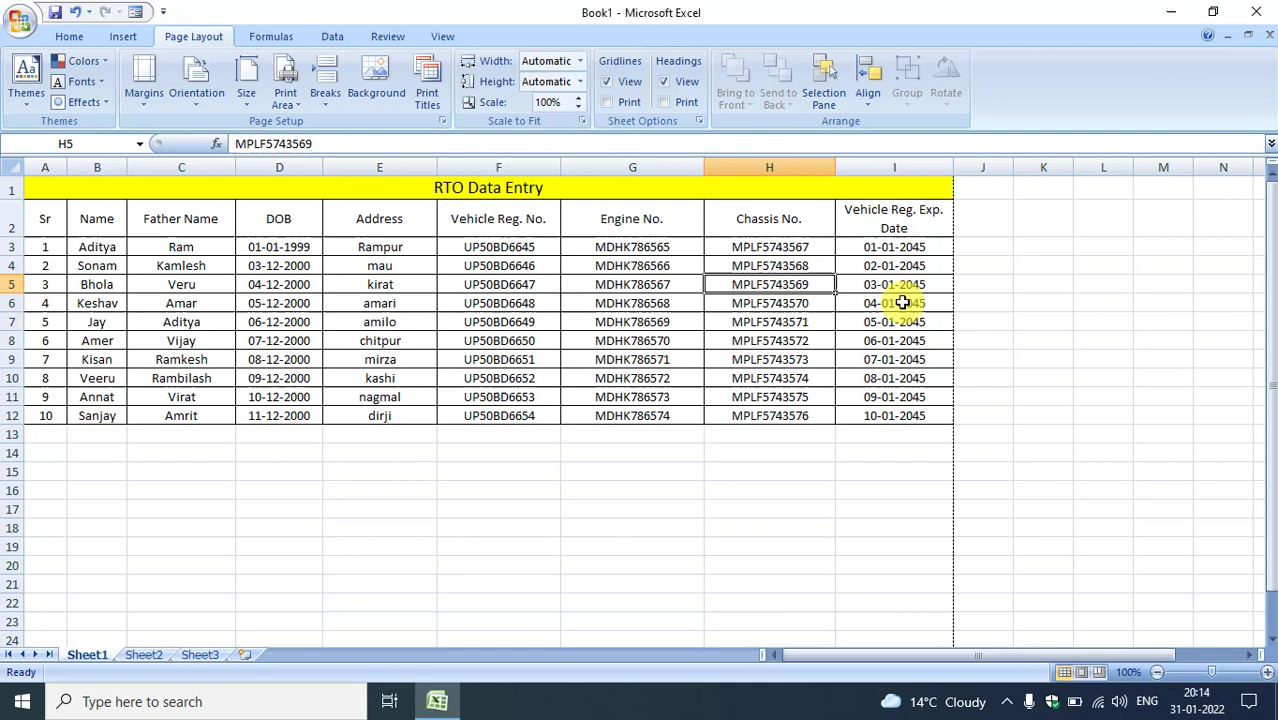 Book1 - Microsoft Excel
Home Insert Page Layout Formulas Data Review View
Themes Colors Fonts Effects Margins Orientation Size Print Area Breaks Background Print Titles Width: Automatic Height: Automatic Scale: 100% Gridlines View Print Headings View Print Bring to Front Send to Back Selection Pane Align Group Rotate
Themes Page Setup Scale to Fit Sheet Options Arrange
H5 fx MPLF5743569
A B C D E F G H I J K L M N
1 RTO Data Entry
2 Sr Name Father Name DOB Address Vehicle Reg. No. Engine No. Chassis No. Vehicle Reg. Exp. Date
3 1 Aditya Ram 01-01-1999 Rampur UP50BD6645 MDHK786565 MPLF5743567 01-01-2045
4 2 Sonam Kamlesh 03-12-2000 mau UP50BD6646 MDHK786566 MPLF5743568 02-01-2045
5 3 Bhola Veru 04-12-2000 kirat UP50BD6647 MDHK786567 MPLF5743569 03-01-2045
6 4 Keshav Amar 05-12-2000 amari UP50BD6648 MDHK786568 MPLF5743570 04-01-2045
7 5 Jay Aditya 06-12-2000 amilo UP50BD6649 MDHK786569 MPLF5743571 05-01-2045
8 6 Amer Vijay 07-12-2000 chitpur UP50BD6650 MDHK786570 MPLF5743572 06-01-2045
9 7 Kisan Ramkesh 08-12-2000 mirza UP50BD6651 MDHK786571 MPLF5743573 07-01-2045
10 8 Veeru Rambilash 09-12-2000 kashi UP50BD6652 MDHK786572 MPLF5743574 08-01-2045
11 9 Annat Virat 10-12-2000 nagmal UP50BD6653 MDHK786573 MPLF5743575 09-01-2045
12 10 Sanjay Amrit 11-12-2000 dirji UP50BD6654 MDHK786574 MPLF5743576 10-01-2045
13
14
15
16
17
18
19
20
21
22
23
24
Sheet1 Sheet2 Sheet3
Ready 100%
Type here to search 14°C Cloudy ENG 20:14
31-01-2022